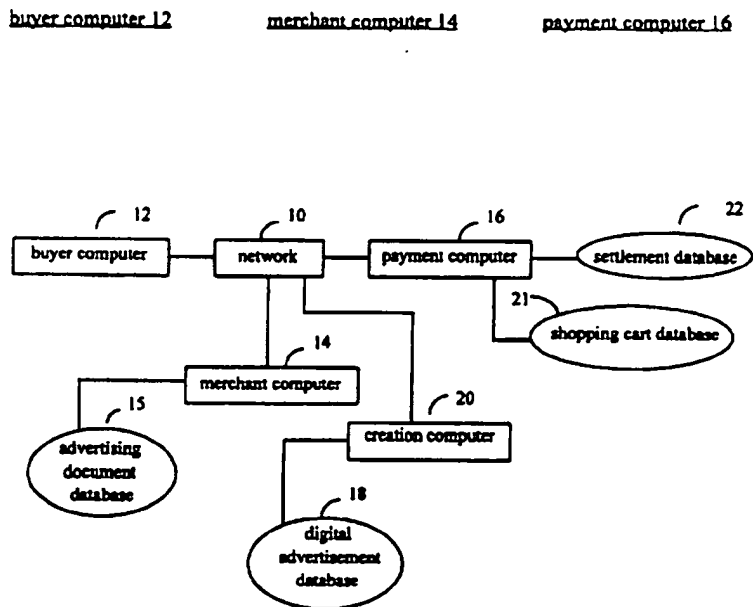 buyer computer 12 merchant computer 14 payment computer 16
12
10
16
22
buyer computer
network
payment computer
settlement database
21
shopping cart database
14
merchant computer
15
20
advertising
document
database
creation computer
18
digital
advertisement
database